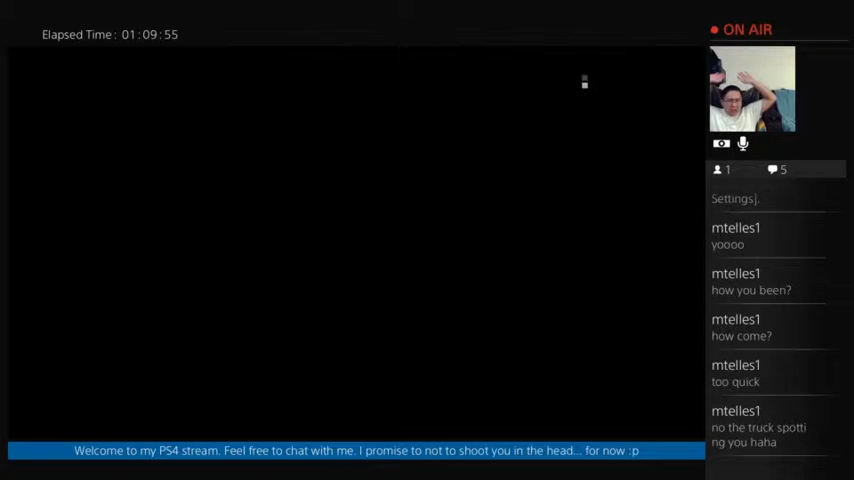 Elapsed Time: 01:09:55
ON AIR
1
5
Settings].
mtelles1
yoooo
mtelles1
how you been?
mtelles1
how come?
mtelles1
too quick
mtelles1
no the truck spotti
ng you haha
Welcome to my PS4 stream. Feel free to chat with me. I promise to not to shoot you in the head... for now :p